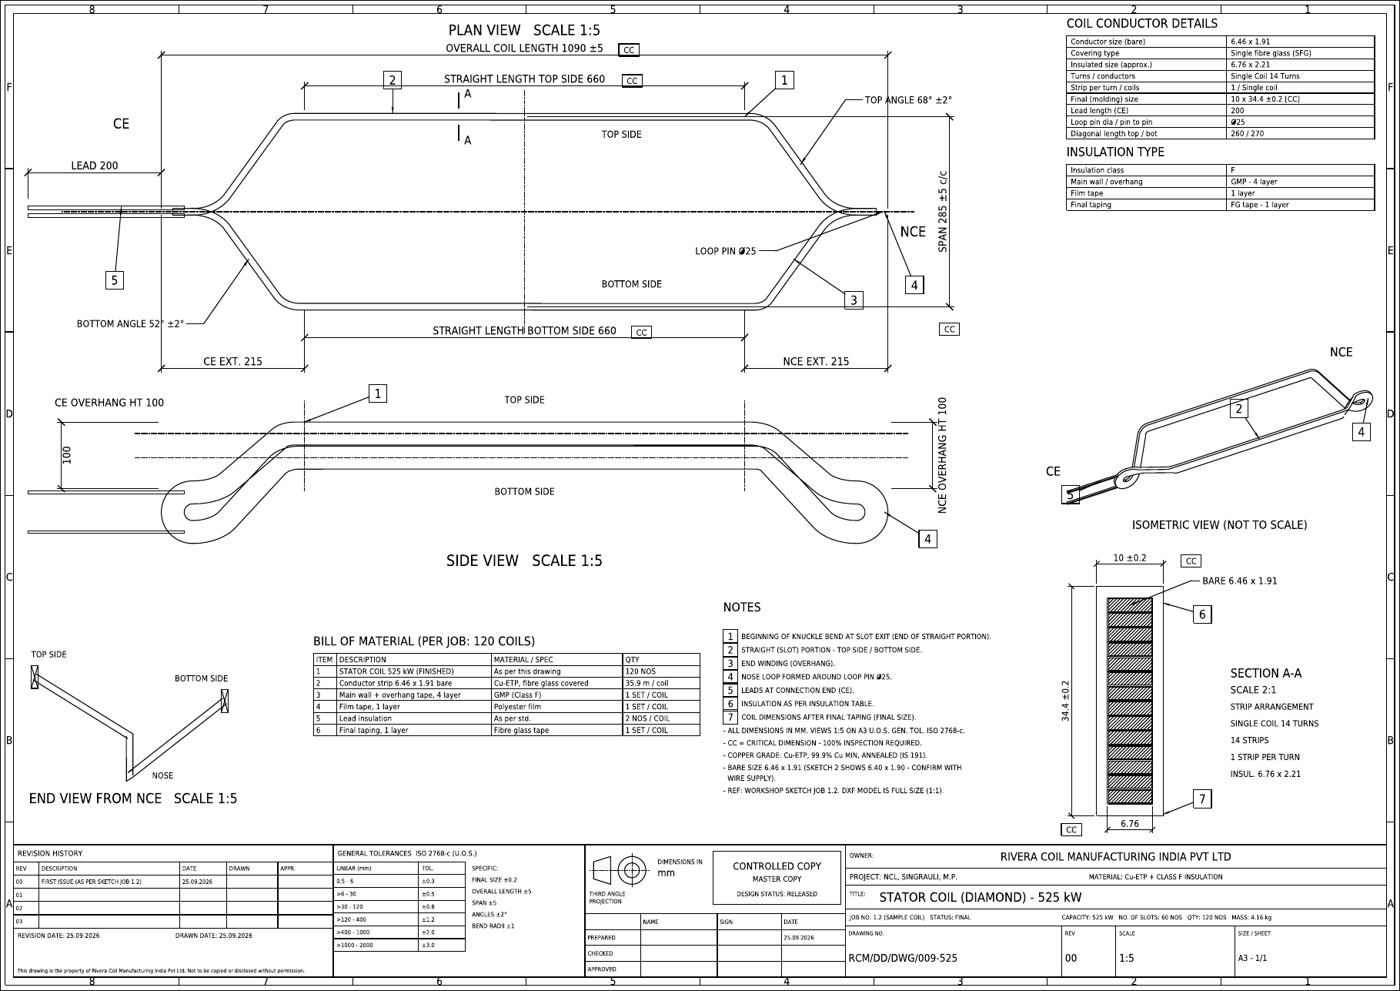 8 7 6 5 4 3 2 1
PLAN VIEW   SCALE 1:5
OVERALL COIL LENGTH 1090 ±5 CC
STRAIGHT LENGTH TOP SIDE 660 CC
2
1
A
A
TOP ANGLE 68° ±2°
CE
TOP SIDE
LEAD 200
SPAN 285 ±5 c/c
NCE
LOOP PIN Ø25
5
4
BOTTOM SIDE
3
BOTTOM ANGLE 52° ±2°
STRAIGHT LENGTH BOTTOM SIDE 660 CC
CC
CE EXT. 215
NCE EXT. 215
COIL CONDUCTOR DETAILS
Conductor size (bare) 6.46 x 1.91
Covering type Single fibre glass (SFG)
Insulated size (approx.) 6.76 x 2.21
Turns / conductors Single Coil 14 Turns
Strip per turn / coils 1 / Single coil
Final (molding) size 10 x 34.4 ±0.2 [CC]
Lead length (CE) 200
Loop pin dia / pin to pin Ø25
Diagonal length top / bot 260 / 270
INSULATION TYPE
Insulation class F
Main wall / overhang GMP - 4 layer
Film tape 1 layer
Final taping FG tape - 1 layer
F
E
D
C
B
A
F
E
D
C
B
A
CE OVERHANG HT 100
1
TOP SIDE
100
NCE OVERHANG HT 100
BOTTOM SIDE
4
SIDE VIEW   SCALE 1:5
NCE
2
4
CE
5
ISOMETRIC VIEW (NOT TO SCALE)
10 ±0.2 CC
BARE 6.46 x 1.91
6
34.4 ±0.2
7
CC
6.76
SECTION A-A
SCALE 2:1
STRIP ARRANGEMENT
SINGLE COIL 14 TURNS
14 STRIPS
1 STRIP PER TURN
INSUL. 6.76 x 2.21
TOP SIDE
BOTTOM SIDE
NOSE
END VIEW FROM NCE   SCALE 1:5
BILL OF MATERIAL (PER JOB: 120 COILS)
ITEM DESCRIPTION MATERIAL / SPEC QTY
1 STATOR COIL 525 kW (FINISHED) As per this drawing 120 NOS
2 Conductor strip 6.46 x 1.91 bare Cu-ETP, fibre glass covered 35.9 m / coil
3 Main wall + overhang tape, 4 layer GMP (Class F) 1 SET / COIL
4 Film tape, 1 layer Polyester film 1 SET / COIL
5 Lead insulation As per std. 2 NOS / COIL
6 Final taping, 1 layer Fibre glass tape 1 SET / COIL
NOTES
1 BEGINNING OF KNUCKLE BEND AT SLOT EXIT (END OF STRAIGHT PORTION).
2 STRAIGHT (SLOT) PORTION - TOP SIDE / BOTTOM SIDE.
3 END WINDING (OVERHANG).
4 NOSE LOOP FORMED AROUND LOOP PIN Ø25.
5 LEADS AT CONNECTION END (CE).
6 INSULATION AS PER INSULATION TABLE.
7 COIL DIMENSIONS AFTER FINAL TAPING (FINAL SIZE).
- ALL DIMENSIONS IN MM. VIEWS 1:5 ON A3 U.O.S. GEN. TOL. ISO 2768-c.
- CC = CRITICAL DIMENSION - 100% INSPECTION REQUIRED.
- COPPER GRADE: Cu-ETP, 99.9% Cu MIN, ANNEALED (IS 191).
- BARE SIZE 6.46 x 1.91 (SKETCH 2 SHOWS 6.40 x 1.90 - CONFIRM WITH
WIRE SUPPLY).
- REF: WORKSHOP SKETCH JOB 1.2. DXF MODEL IS FULL SIZE (1:1).
REVISION HISTORY
REV DESCRIPTION DATE DRAWN APPR.
00 FIRST ISSUE (AS PER SKETCH JOB 1.2) 25.09.2026
01
02
03
REVISION DATE: 25.09.2026 DRAWN DATE: 25.09.2026
This drawing is the property of Rivera Coil Manufacturing India Pvt Ltd. Not to be copied or disclosed without permission.
GENERAL TOLERANCES  ISO 2768-c (U.O.S.)
LINEAR (mm) TOL.
0.5 - 6 ±0.3
>6 - 30 ±0.5
>30 - 120 ±0.8
>120 - 400 ±1.2
>400 - 1000 ±2.0
>1000 - 2000 ±3.0
SPECIFIC:
FINAL SIZE ±0.2
OVERALL LENGTH ±5
SPAN ±5
ANGLES ±2°
BEND RADII ±1
THIRD ANGLE
PROJECTION
DIMENSIONS IN
mm
CONTROLLED COPY
MASTER COPY
DESIGN STATUS: RELEASED
NAME SIGN DATE
PREPARED 25.09.2026
CHECKED
APPROVED
OWNER: RIVERA COIL MANUFACTURING INDIA PVT LTD
PROJECT: NCL, SINGRAULI, M.P. MATERIAL: Cu-ETP + CLASS F INSULATION
TITLE: STATOR COIL (DIAMOND) - 525 kW
JOB NO: 1.2 (SAMPLE COIL)  STATUS: FINAL CAPACITY: 525 kW  NO. OF SLOTS: 60 NOS  QTY: 120 NOS  MASS: 4.16 kg
DRAWING NO. REV SCALE SIZE / SHEET
RCM/DD/DWG/009-525 00 1:5 A3 - 1/1
8 7 6 5 4 3 2 1